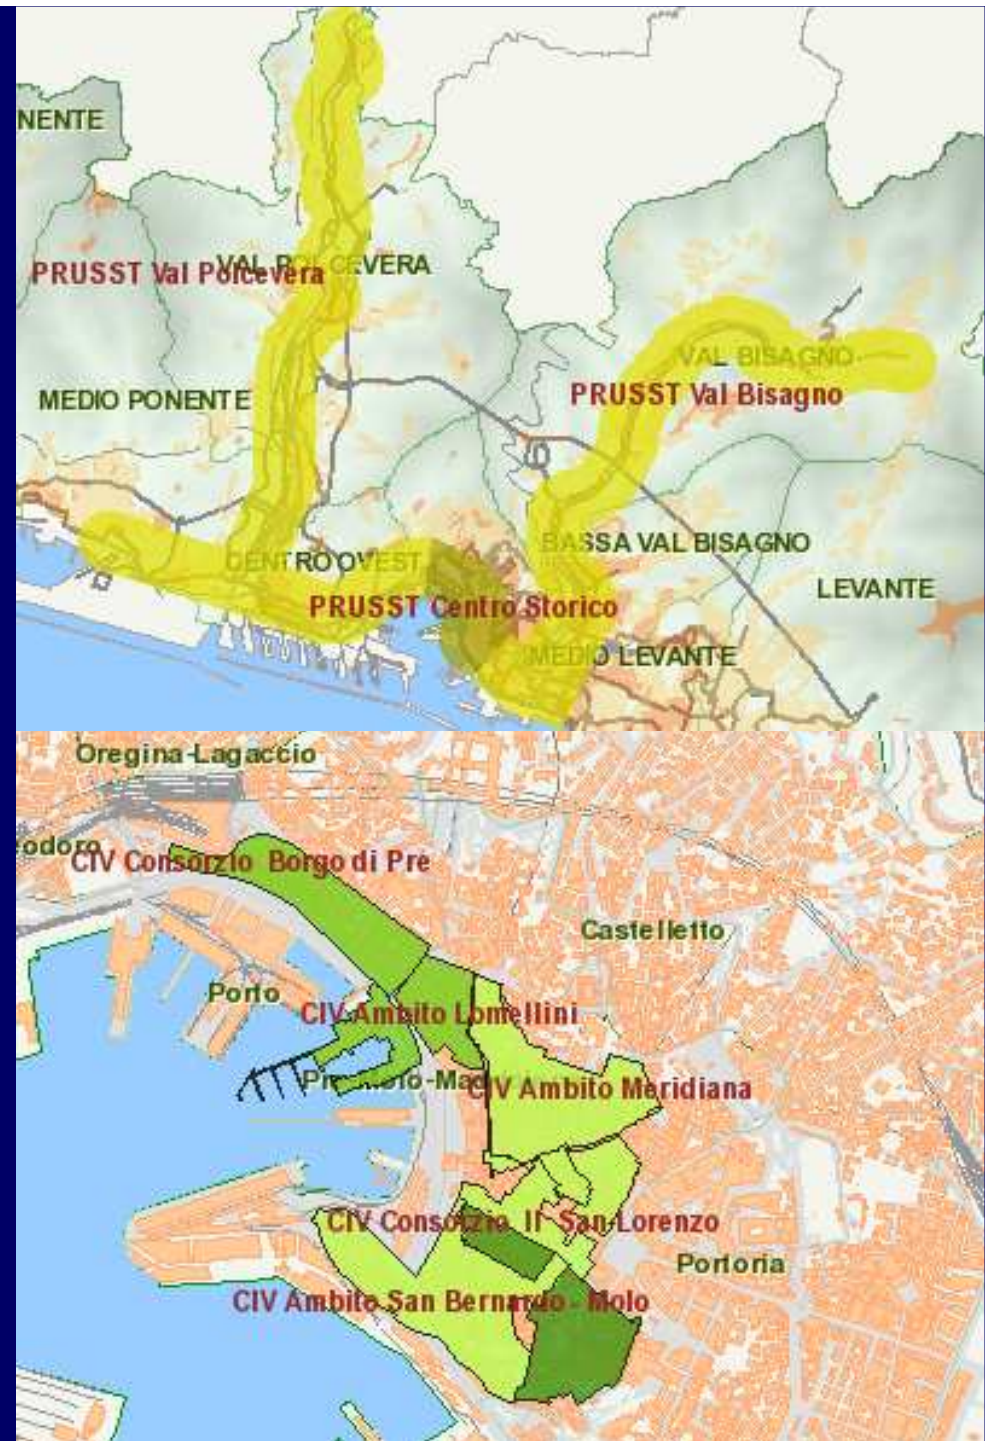 NENTE
VAL POLCEVERA
PRUSST Val Polcevera
VAL BISAGNO
MEDIO PONENTE
PRUSST Val Bisagno
BASSA VAL BISAGNO
CENTRO OVEST
LEVANTE
PRUSST Centro Storico
MEDIO LEVANTE
Oregina-Lagaccio
eodoro
CIV Consorzio Borgo di Pre
Castelletto
Porto
CIV Ambito Lomellini
CIV Ambito Meridiana
CIV Consorzio Il San Lorenzo
Portoria
CIV Ambito San Bernardo - Molo